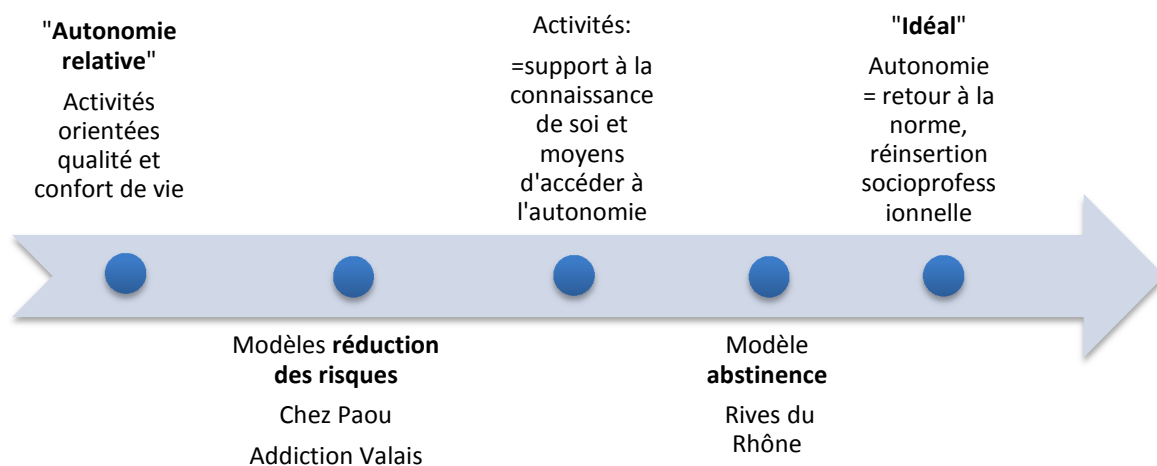 "Autonomie
relative"
Activités
orientées
qualité et
confort de vie
Modèles réduction
des risques
Chez Paou
Addiction Valais
Activités:
=support à la
connaissance
de soi et
moyens
d'accéder à
l'autonomie
Modèle
abstinence
Rives du
Rhône
"Idéal"
Autonomie
= retour à la
norme,
réinsertion
socioprofess
ionnelle